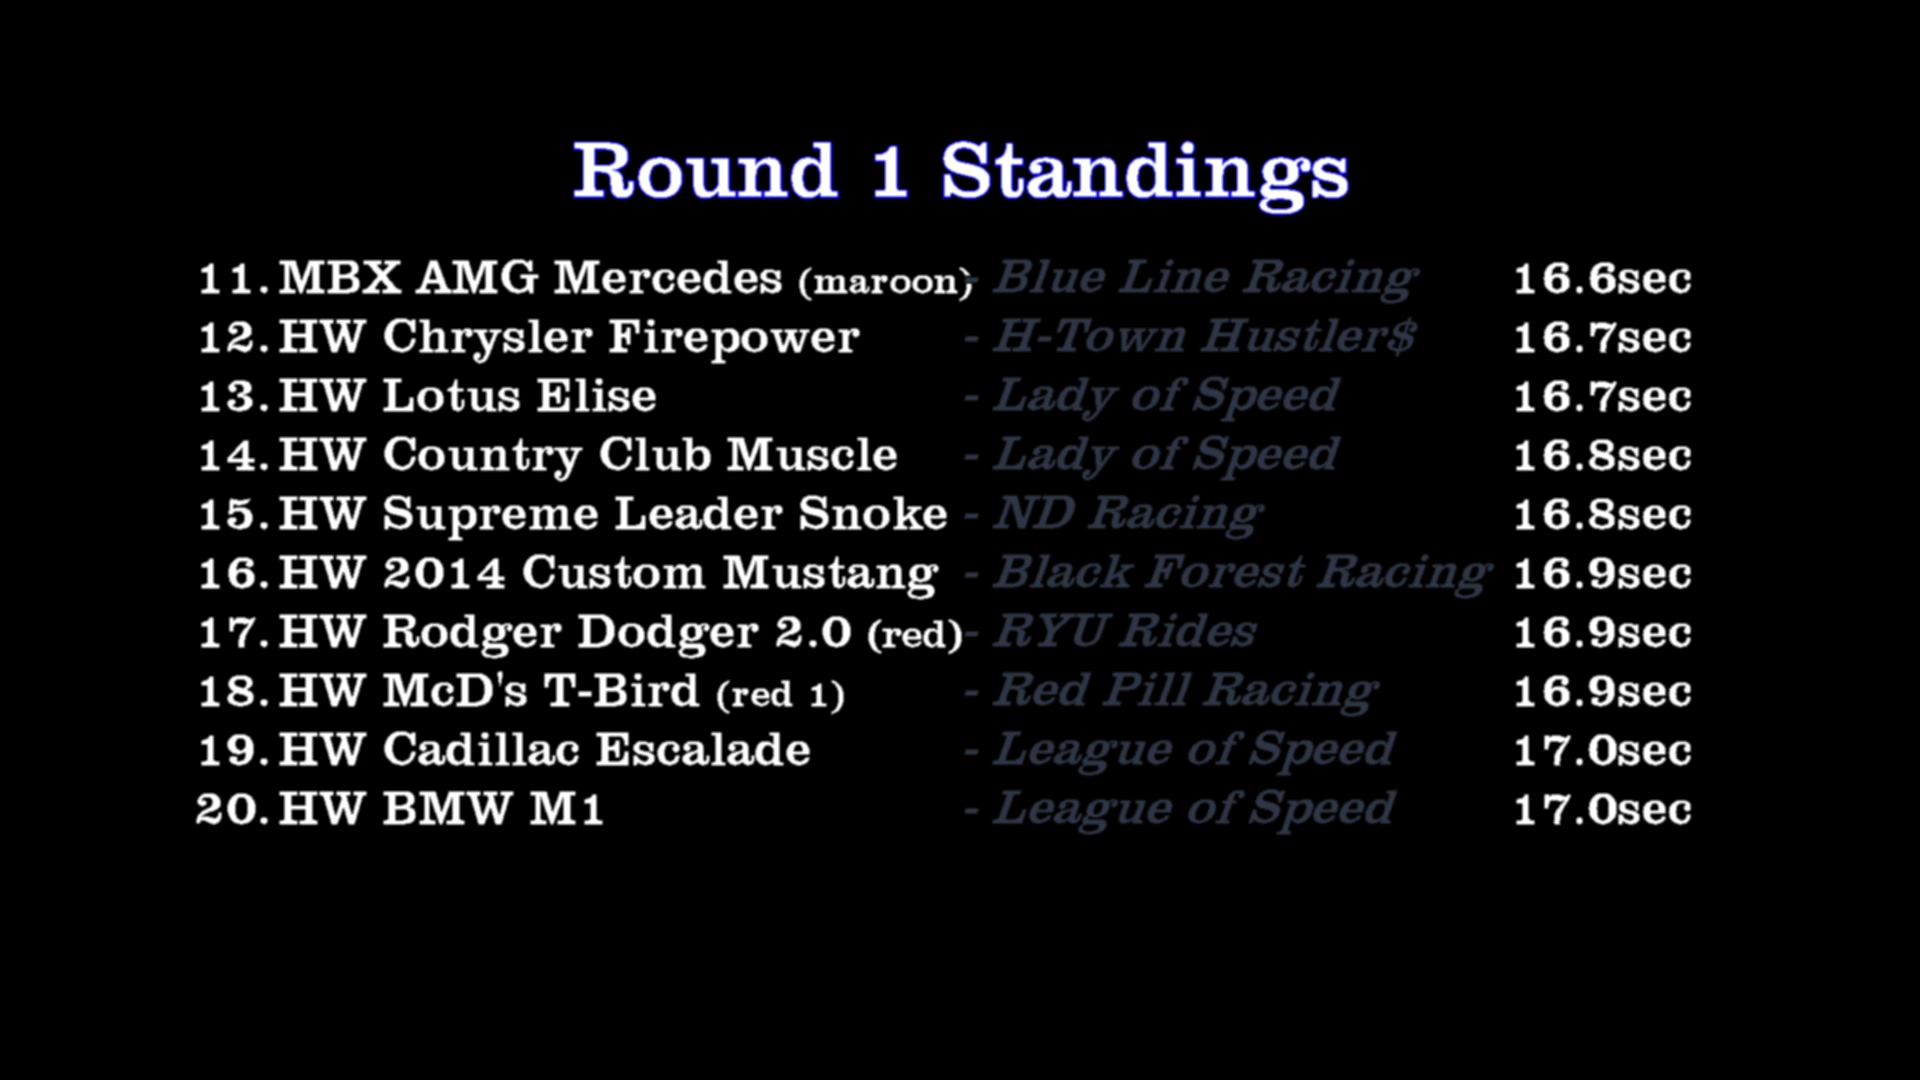 Round 1 Standings
11. MBX AMG Mercedes (maroon) - Blue Line Racing 16.6sec
12. HW Chrysler Firepower - H-Town Hustler$ 16.7sec
13. HW Lotus Elise - Lady of Speed 16.7sec
14. HW Country Club Muscle - Lady of Speed 16.8sec
15. HW Supreme Leader Snoke - ND Racing 16.8sec
16. HW 2014 Custom Mustang - Black Forest Racing 16.9sec
17. HW Rodger Dodger 2.0 (red) - RYU Rides 16.9sec
18. HW McD's T-Bird (red 1) - Red Pill Racing 16.9sec
19. HW Cadillac Escalade - League of Speed 17.0sec
20. HW BMW M1 - League of Speed 17.0sec